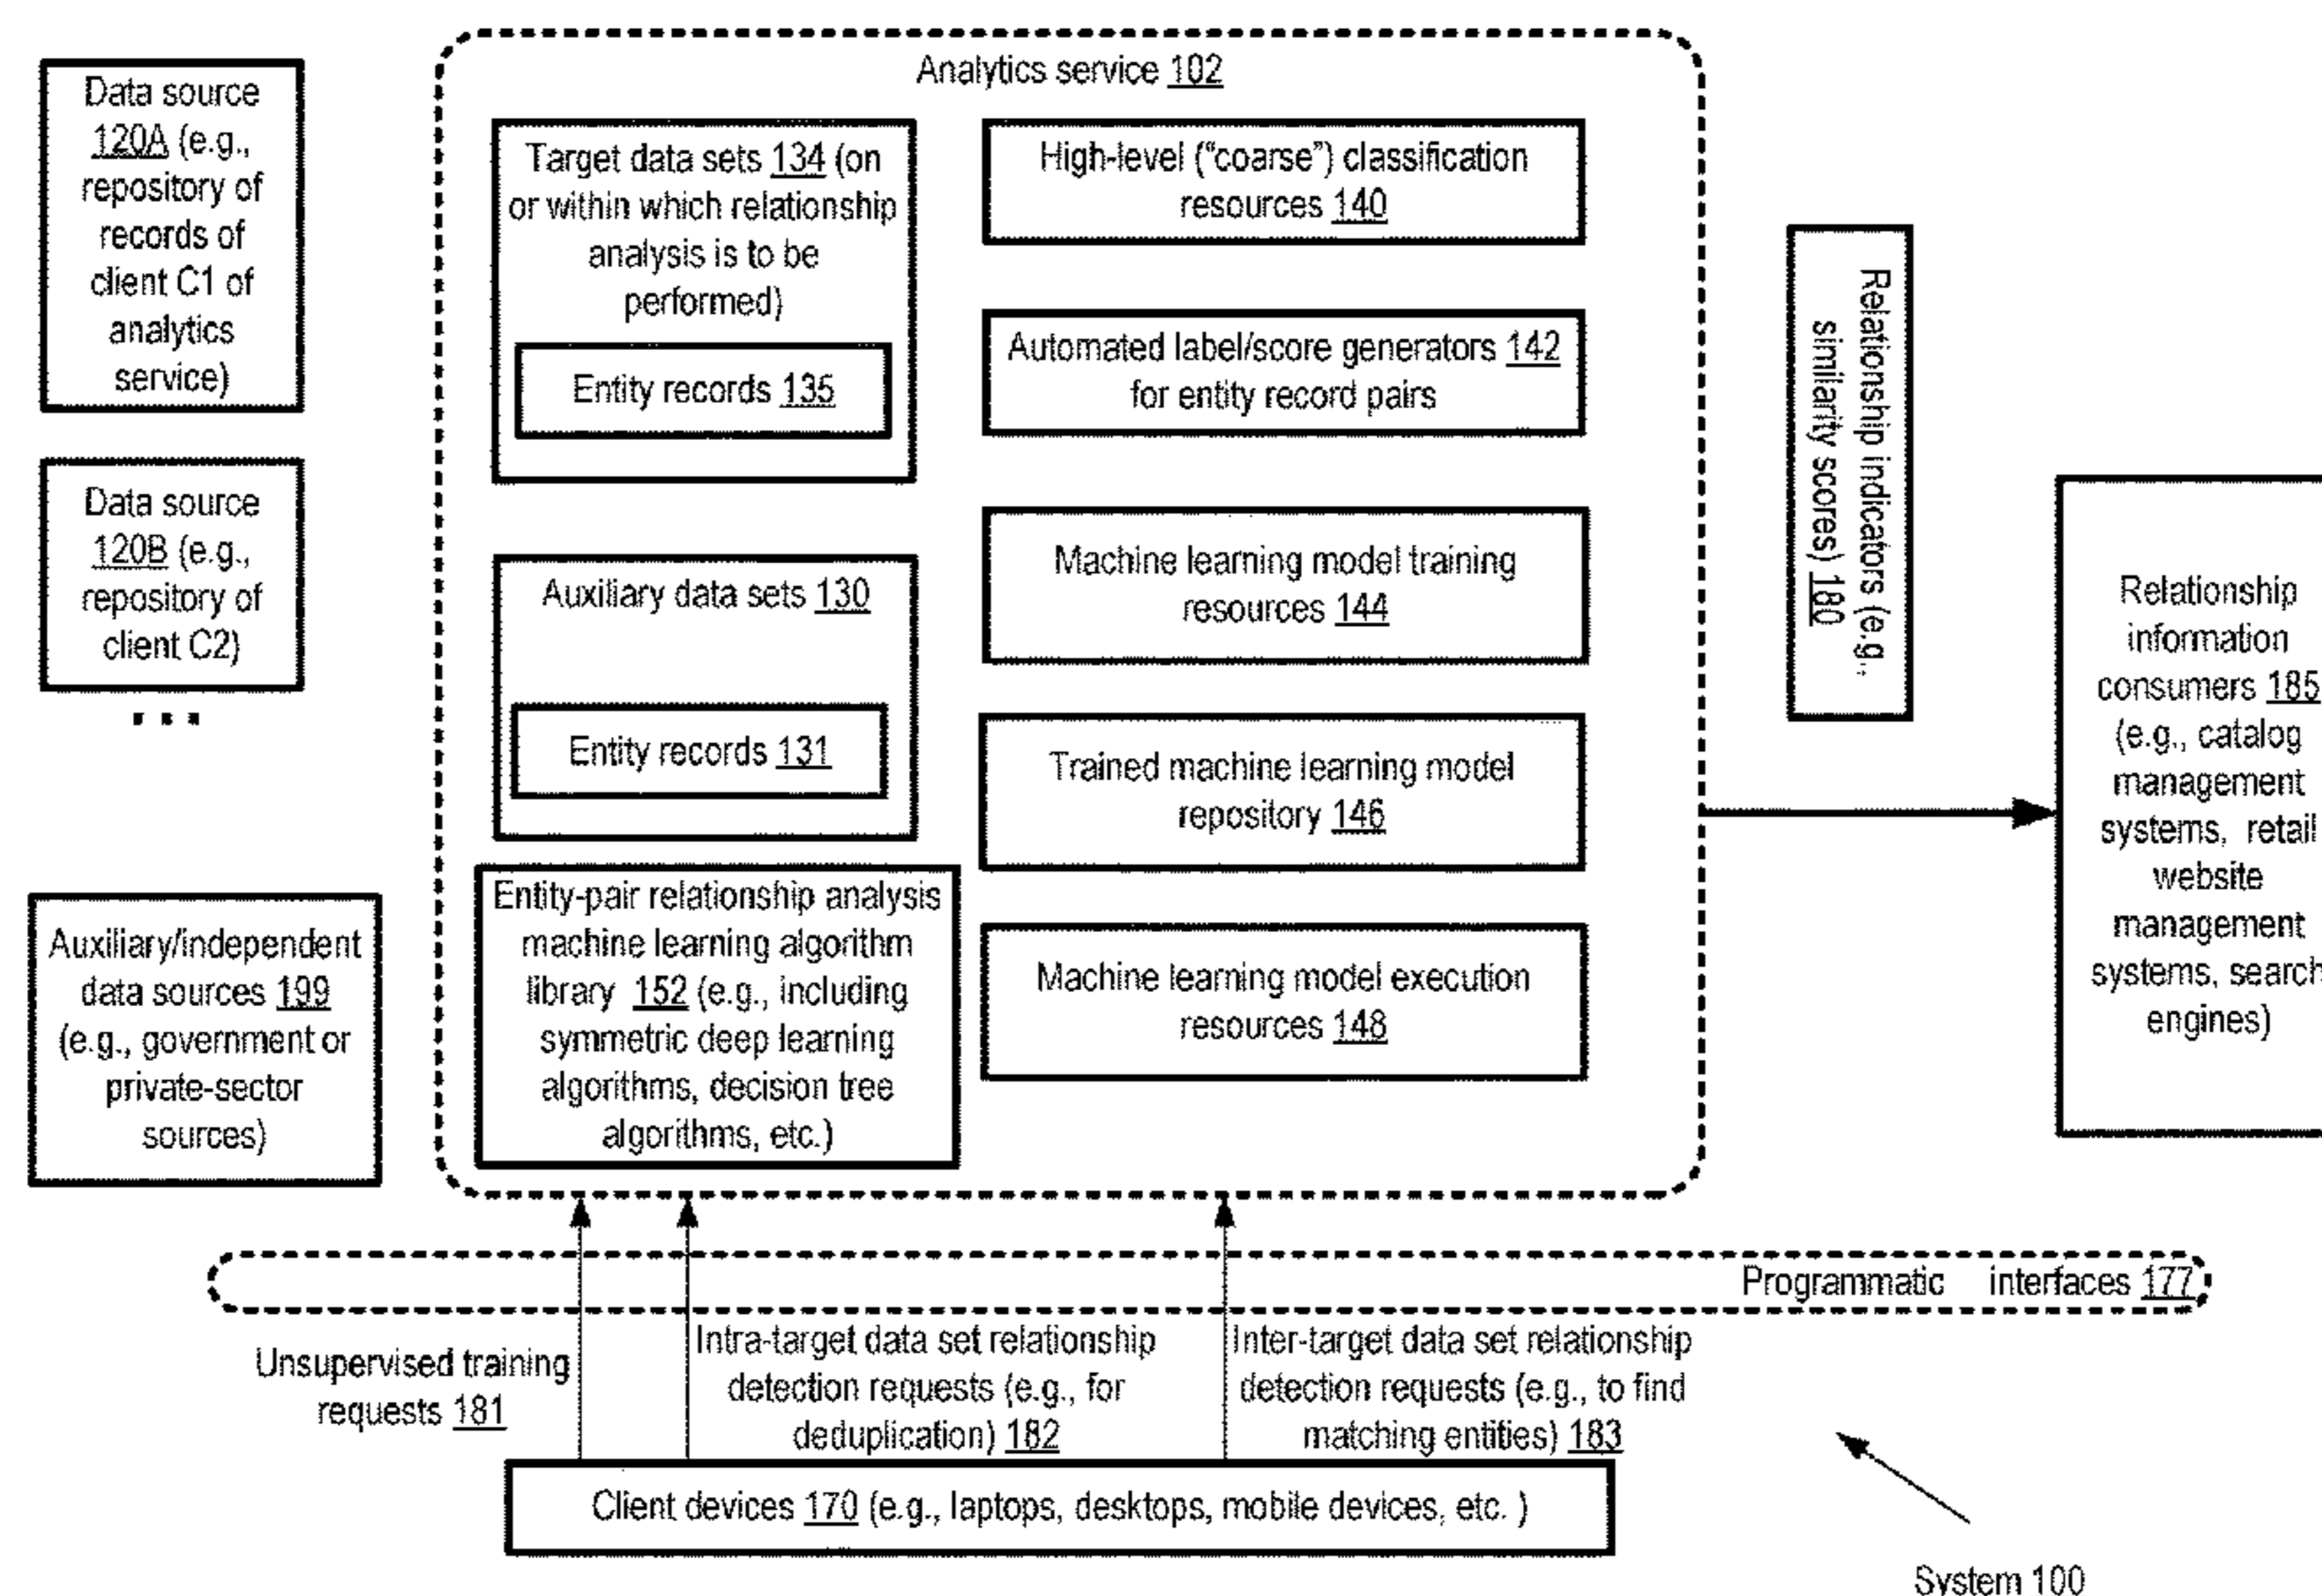 Analytics service 102
Data source
120A (e.g.,
repository of
records of
client C1 of
analytics
service)
Data source
120B (e.g.,
repository of
client C2)
...
Auxiliary/independent
data sources 199
(e.g., government or
private-sector
sources)
Target data sets 134 (on
or within which relationship
analysis is to be
performed)
Entity records 135
Auxiliary data sets 130
Entity records 131
Entity-pair relationship analysis
machine learning algorithm
library 152 (e.g., including
symmetric deep learning
algorithms, decision tree
algorithms, etc.)
High-level (“coarse”) classification
resources 140
Automated label/score generators 142
for entity record pairs
Machine learning model training
resources 144
Trained machine learning model
repository 146
Machine learning model execution
resources 148
Relationship indicators (e.g.,
similarity scores) 180
Relationship
information
consumers 185
(e.g., catalog
management
systems, retail
website
management
systems, search
engines)
Programmatic interfaces 177
Unsupervised training
requests 181
Intra-target data set relationship
detection requests (e.g., for
deduplication) 182
Inter-target data set relationship
detection requests (e.g., to find
matching entities) 183
Client devices 170 (e.g., laptops, desktops, mobile devices, etc. )
System 100